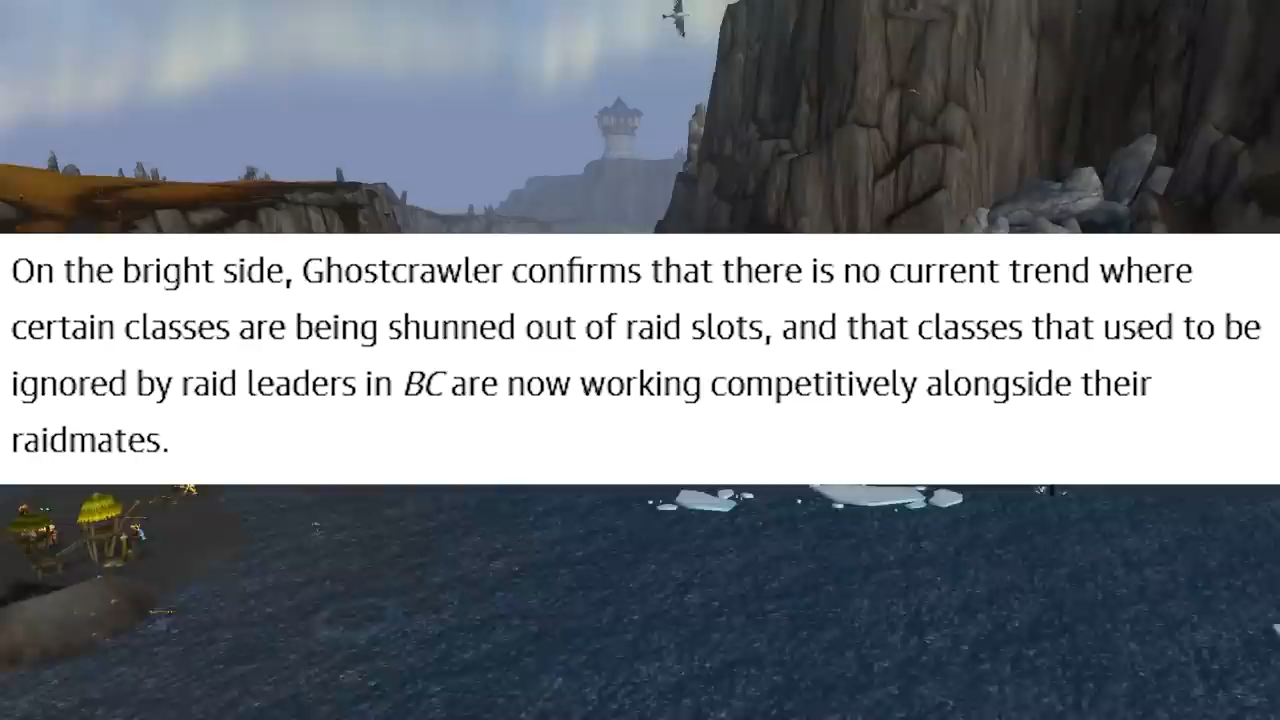 On the bright side, Ghostcrawler confirms that there is no current trend where
certain classes are being shunned out of raid slots, and that classes that used to be
ignored by raid leaders in BC are now working competitively alongside their
raidmates.